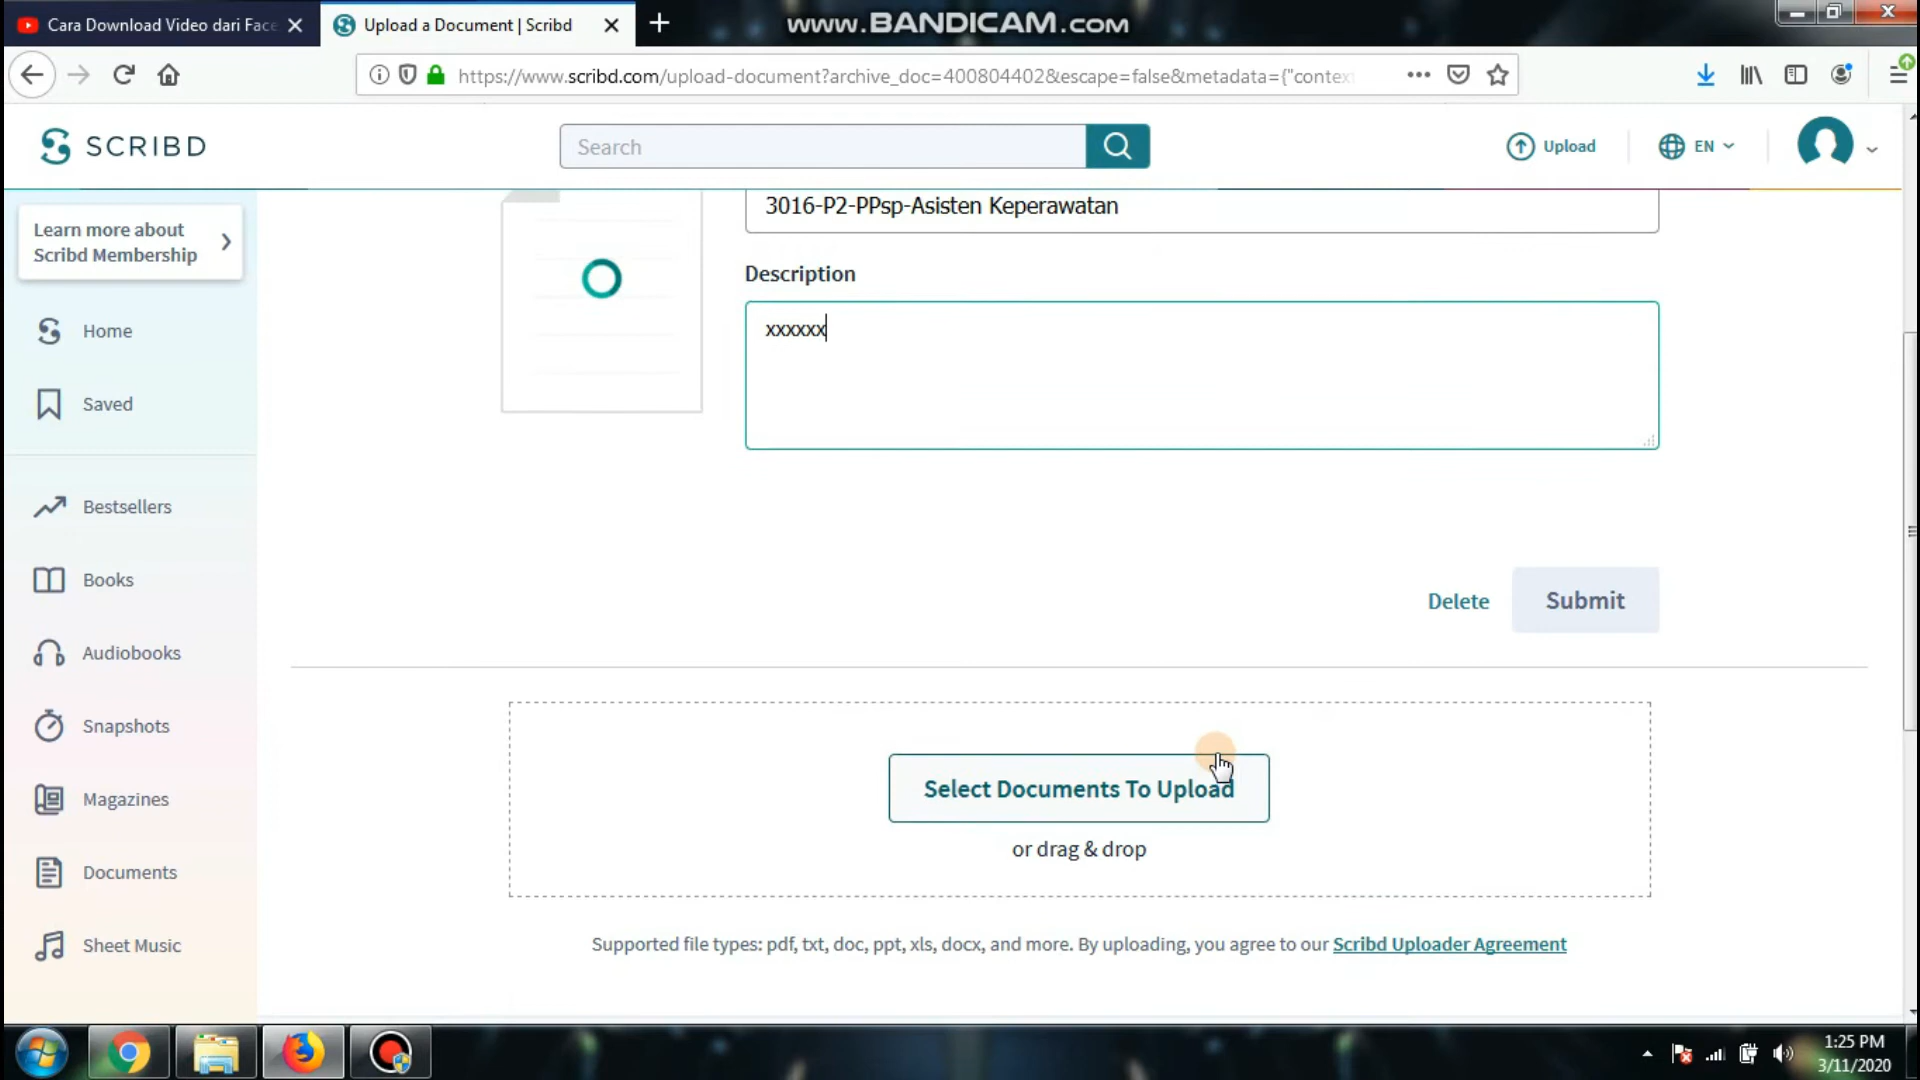 Cara Download Video dari Face
Upload a Document | Scribd
www.BANDICAM.com
https://www.scribd.com/upload-document?archive_doc=400804402&escape=false&metadata={"context
SCRIBD
Search
Upload
EN
Learn more about
Scribd Membership
Home
Saved
Bestsellers
Books
Audiobooks
Snapshots
Magazines
Documents
Sheet Music
3016-P2-PPsp-Asisten Keperawatan
Description
xxxxxx
Delete
Submit
Select Documents To Upload
or drag & drop
Supported file types: pdf, txt, doc, ppt, xls, docx, and more. By uploading, you agree to our Scribd Uploader Agreement
1:25 PM
3/11/2020